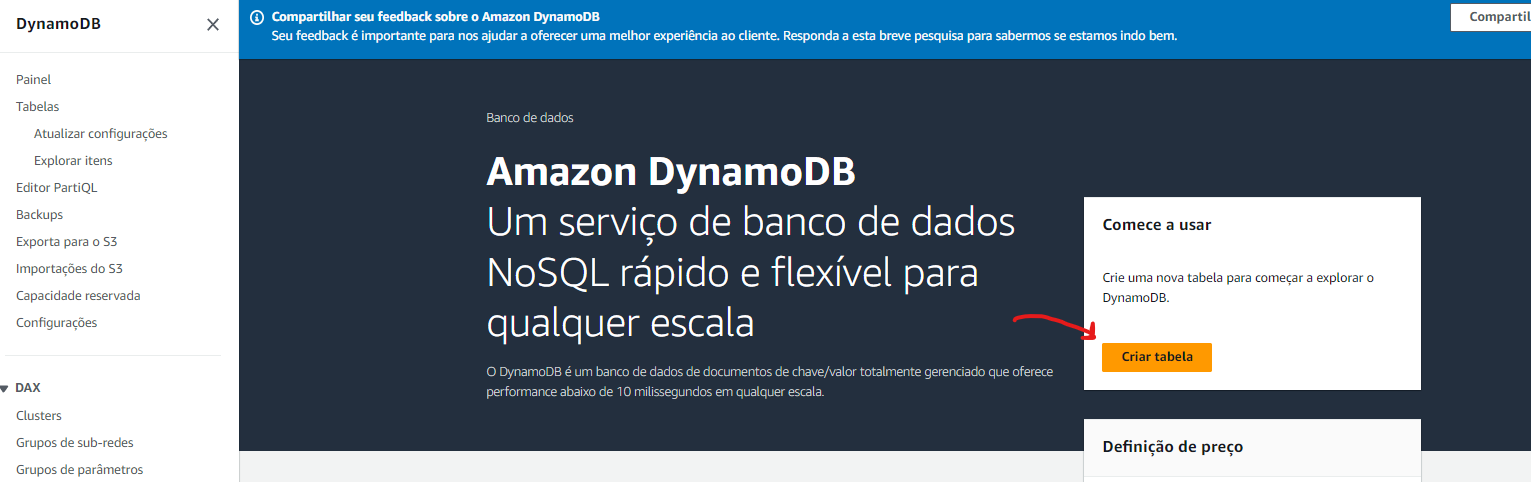 DynamoDB
Painel
Tabelas
Atualizar configurações
Explorar itens
Editor PartiQL
Backups
Exporta para o S3
Importações do S3
Capacidade reservada
Configurações
DAX
Clusters
Grupos de sub-redes
Grupos de parâmetros
Compartilhar seu feedback sobre o Amazon DynamoDB
Seu feedback é importante para nos ajudar a oferecer uma melhor experiência ao cliente. Responda a esta breve pesquisa para sabermos se estamos indo bem.
Compartil
Banco de dados
Amazon DynamoDB
Um serviço de banco de dados
NoSQL rápido e flexível para
qualquer escala
O DynamoDB é um banco de dados de documentos de chave/valor totalmente gerenciado que oferece
performance abaixo de 10 milissegundos em qualquer escala.
Comece a usar
Crie uma nova tabela para começar a explorar o
DynamoDB.
Criar tabela
Definição de preço